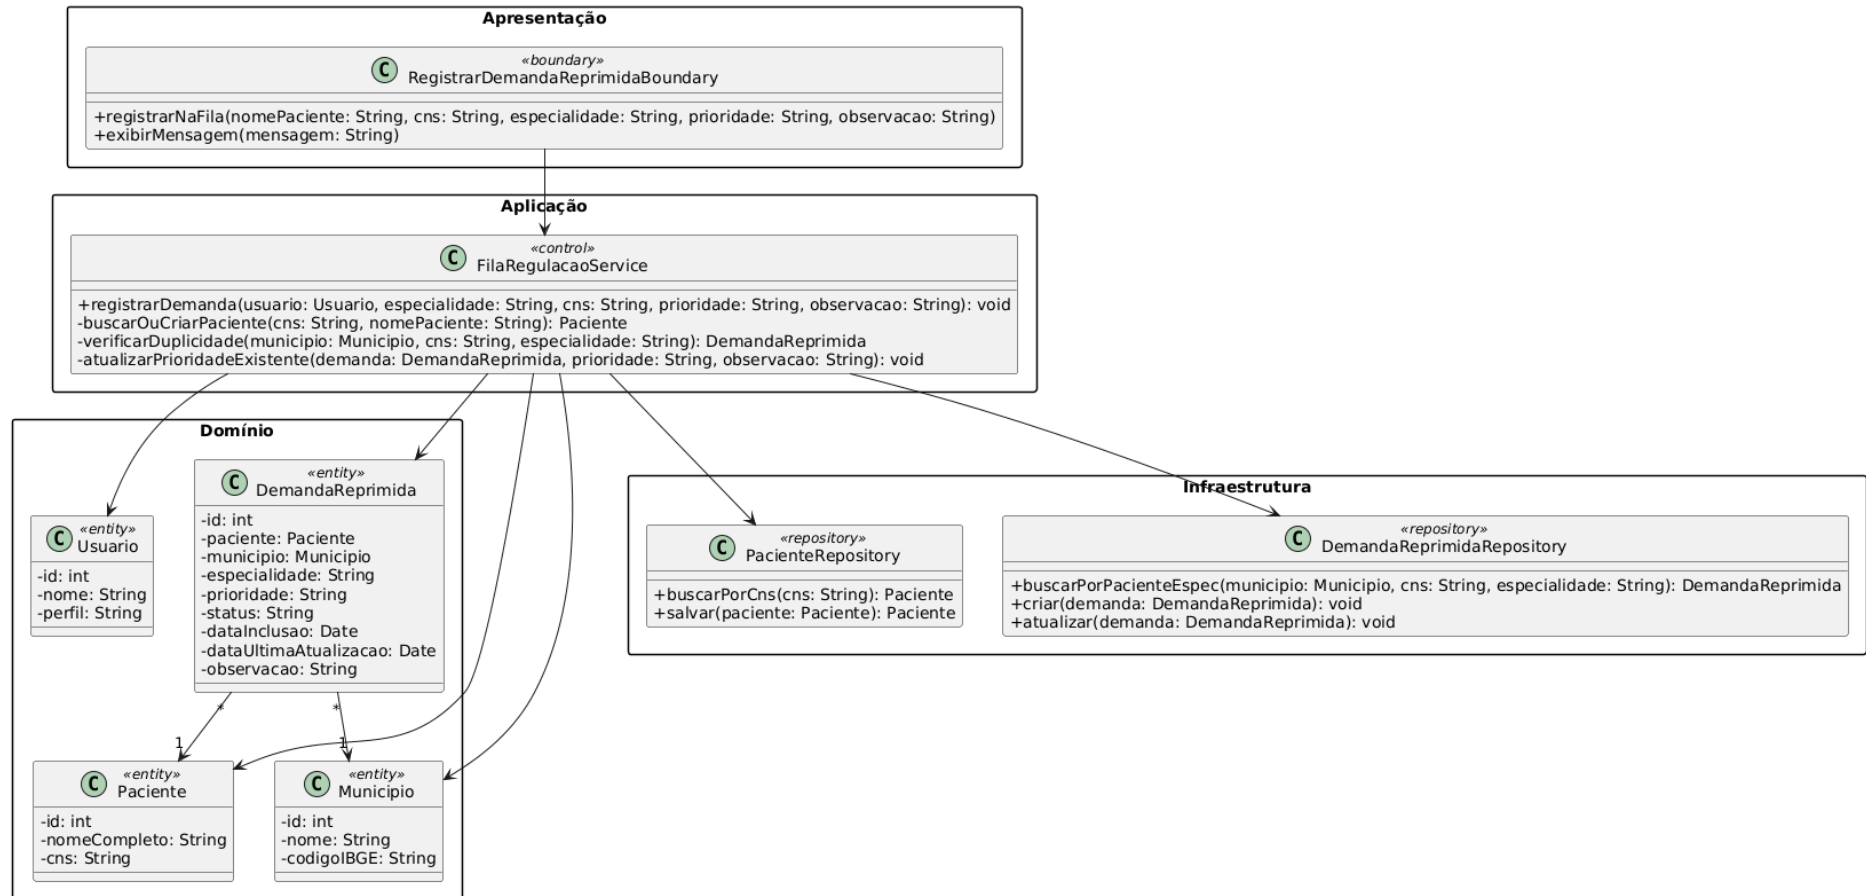 Apresentação
«boundary»
C
RegistrarDemandaReprimidaBoundary
+registrarNaFila(nomePaciente: String, cns: String, especialidade: String, prioridade: String, observacao: String)
+exibirMensagem(mensagem: String)
Aplicação
«control»
C
FilaRegulacaoService
+registrarDemanda(usuario: Usuario, especialidade: String, cns: String, prioridade: String, observacao: String): void
-buscarOuCriarPaciente(cns: String, nomePaciente: String): Paciente
-verificarDuplicidade(municipio: Municipio, cns: String, especialidade: String): DemandaReprimida
-atualizarPrioridadeExistente(demanda: DemandaReprimida, prioridade: String, observacao: String): void
Domínio
«entity»
C
DemandaReprimida
-id: int
-paciente: Paciente
-municipio: Municipio
-especialidade: String
-prioridade: String
-status: String
-dataInclusao: Date
-dataUltimaAtualizacao: Date
-observacao: String
«entity»
C
Usuario
-id: int
-nome: String
-perfil: String
*
1
*
1
«entity»
C
Paciente
-id: int
-nomeCompleto: String
-cns: String
«entity»
C
Municipio
-id: int
-nome: String
-codigoIBGE: String
Infraestrutura
«repository»
C
PacienteRepository
+buscarPorCns(cns: String): Paciente
+salvar(paciente: Paciente): Paciente
«repository»
C
DemandaReprimidaRepository
+buscarPorPacienteEspec(municipio: Municipio, cns: String, especialidade: String): DemandaReprimida
+criar(demanda: DemandaReprimida): void
+atualizar(demanda: DemandaReprimida): void